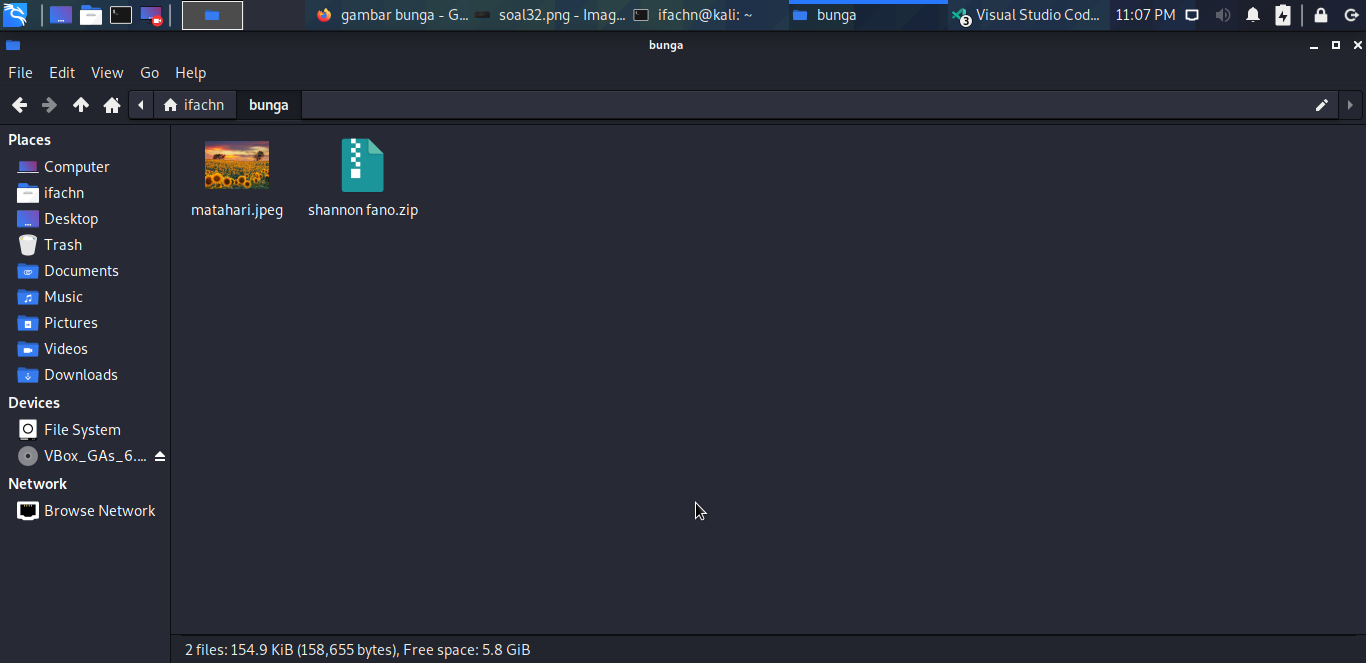 gambar bunga - G...
soal32.png - Imag...
ifachn@kali: ~
bunga
3
Visual Studio Cod...
11:07 PM
bunga
File Edit View Go Help
ifachn bunga
Places
Computer
ifachn
Desktop
Trash
Documents
Music
Pictures
Videos
Downloads
Devices
File System
VBox_GAs_6....
Network
Browse Network
matahari.jpeg
shannon fano.zip
2 files: 154.9 KiB (158,655 bytes), Free space: 5.8 GiB